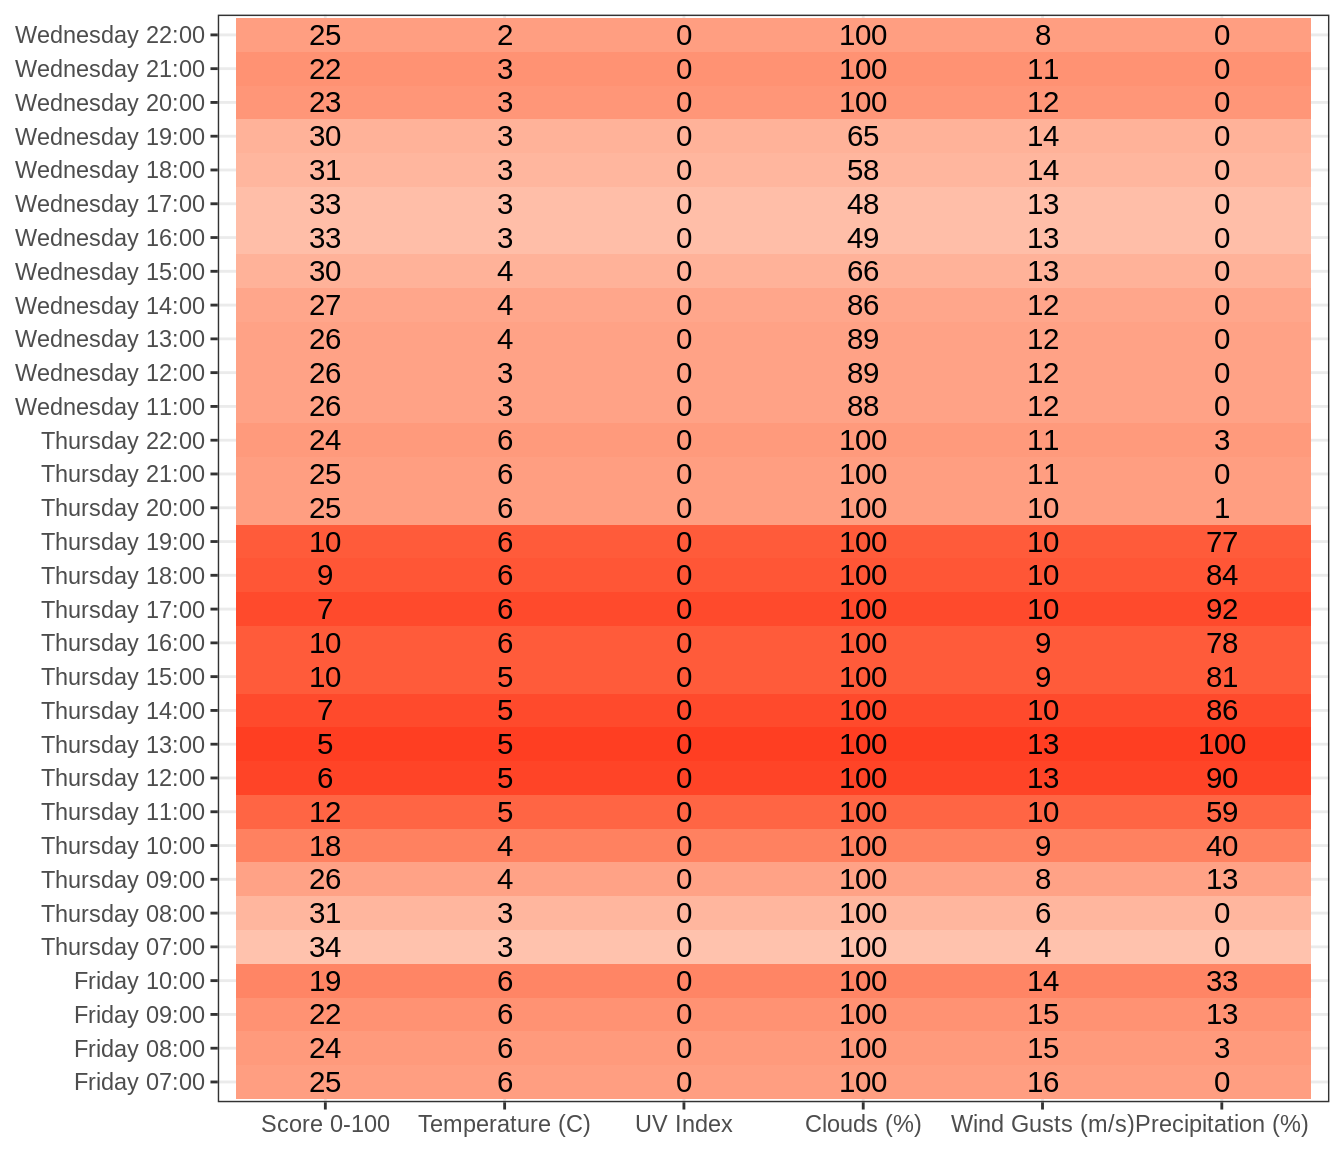 Wednesday 22:00 25 2 0 100 8 0
Wednesday 21:00 22 3 0 100 11 0
Wednesday 20:00 23 3 0 100 12 0
Wednesday 19:00 30 3 0 65 14 0
Wednesday 18:00 31 3 0 58 14 0
Wednesday 17:00 33 3 0 48 13 0
Wednesday 16:00 33 3 0 49 13 0
Wednesday 15:00 30 4 0 66 13 0
Wednesday 14:00 27 4 0 86 12 0
Wednesday 13:00 26 4 0 89 12 0
Wednesday 12:00 26 3 0 89 12 0
Wednesday 11:00 26 3 0 88 12 0
Thursday 22:00 24 6 0 100 11 3
Thursday 21:00 25 6 0 100 11 0
Thursday 20:00 25 6 0 100 10 1
Thursday 19:00 10 6 0 100 10 77
Thursday 18:00 9 6 0 100 10 84
Thursday 17:00 7 6 0 100 10 92
Thursday 16:00 10 6 0 100 9 78
Thursday 15:00 10 5 0 100 9 81
Thursday 14:00 7 5 0 100 10 86
Thursday 13:00 5 5 0 100 13 100
Thursday 12:00 6 5 0 100 13 90
Thursday 11:00 12 5 0 100 10 59
Thursday 10:00 18 4 0 100 9 40
Thursday 09:00 26 4 0 100 8 13
Thursday 08:00 31 3 0 100 6 0
Thursday 07:00 34 3 0 100 4 0
Friday 10:00 19 6 0 100 14 33
Friday 09:00 22 6 0 100 15 13
Friday 08:00 24 6 0 100 15 3
Friday 07:00 25 6 0 100 16 0
Score 0-100 Temperature (C) UV Index Clouds (%) Wind Gusts (m/s) Precipitation (%)